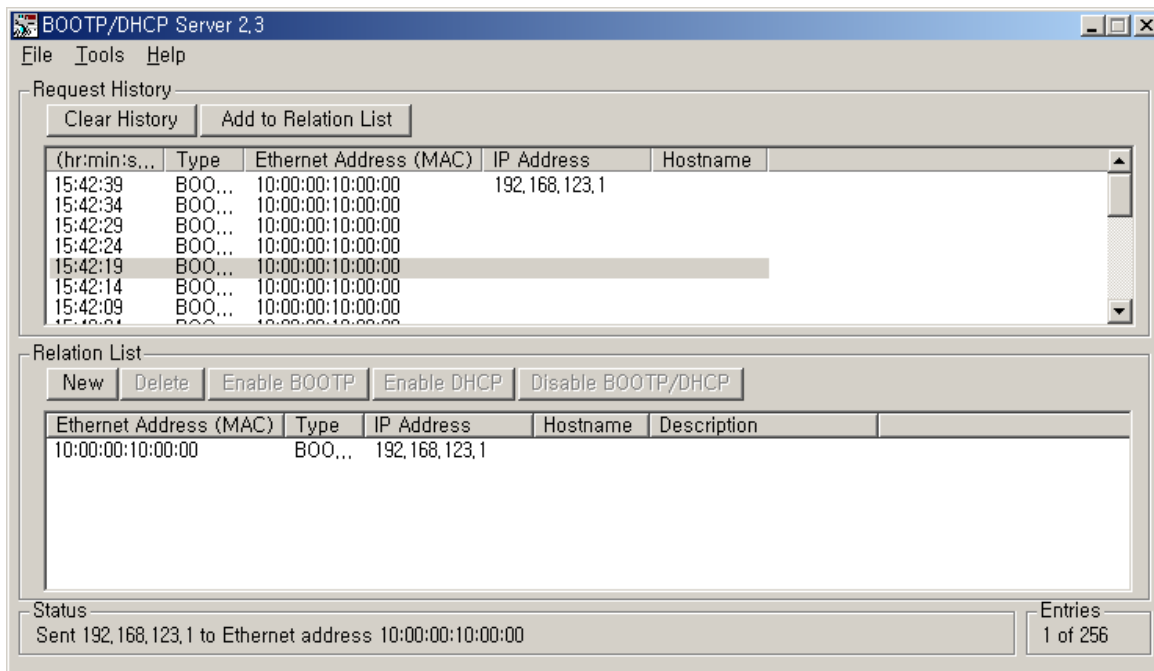 BOOTP/DHCP Server 2,3
File Tools Help
Request History
Clear History Add to Relation List
(hr:min:s,,, Type Ethernet Address (MAC) IP Address Hostname
15:42:39 BOO,,, 10:00:00:10:00:00 192,168,123,1
15:42:34 BOO,,, 10:00:00:10:00:00
15:42:29 BOO,,, 10:00:00:10:00:00
15:42:24 BOO,,, 10:00:00:10:00:00
15:42:19 BOO,,, 10:00:00:10:00:00
15:42:14 BOO,,, 10:00:00:10:00:00
15:42:09 BOO,,, 10:00:00:10:00:00
Relation List
New Delete Enable BOOTP Enable DHCP Disable BOOTP/DHCP
Ethernet Address (MAC) Type IP Address Hostname Description
10:00:00:10:00:00 BOO,,, 192,168,123,1
Status Entries
Sent 192,168,123,1 to Ethernet address 10:00:00:10:00:00 1 of 256